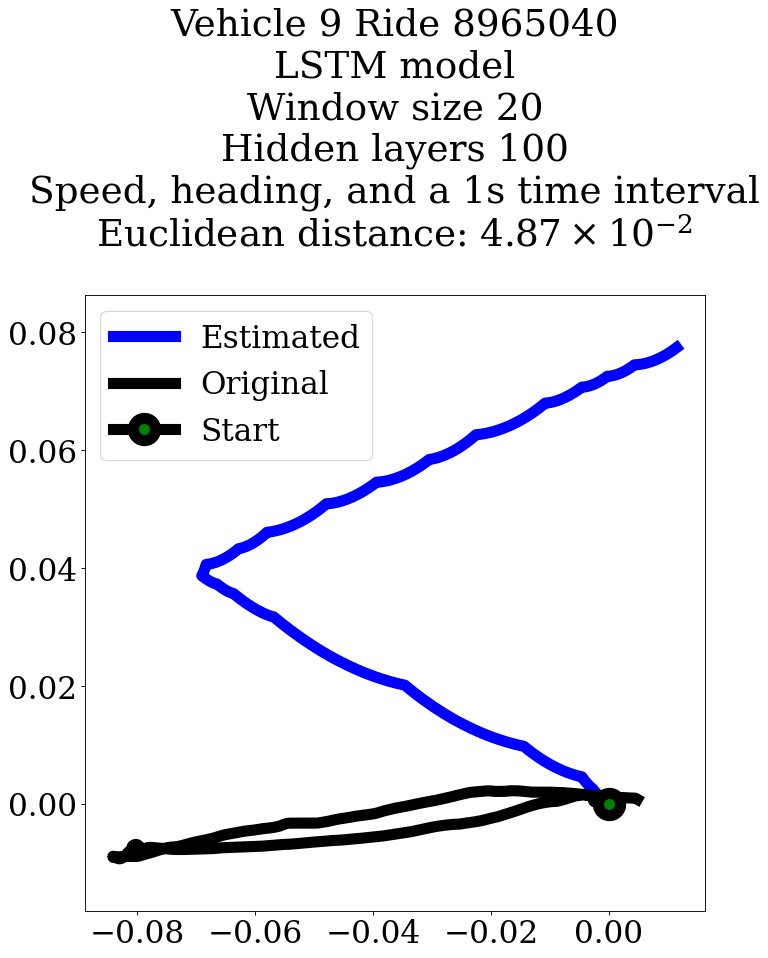 Vehicle 9 Ride 8965040
LSTM model
Window size 20
Hidden layers 100
Speed, heading, and a 1s time interval
Euclidean distance: 4.87 × 10⁻²
Estimated
Original
Start
0.08
0.06
0.04
0.02
0.00
−0.08 −0.06 −0.04 −0.02 0.00